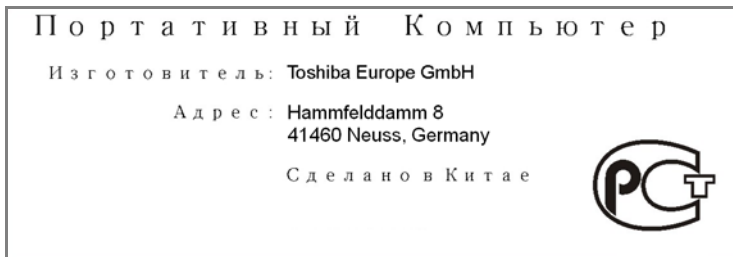 Портативный Компьютер
Изготовитель: Toshiba Europe GmbH
Адрес: Hammfelddamm 8
41460 Neuss, Germany
Сделано в Китае
РСТ